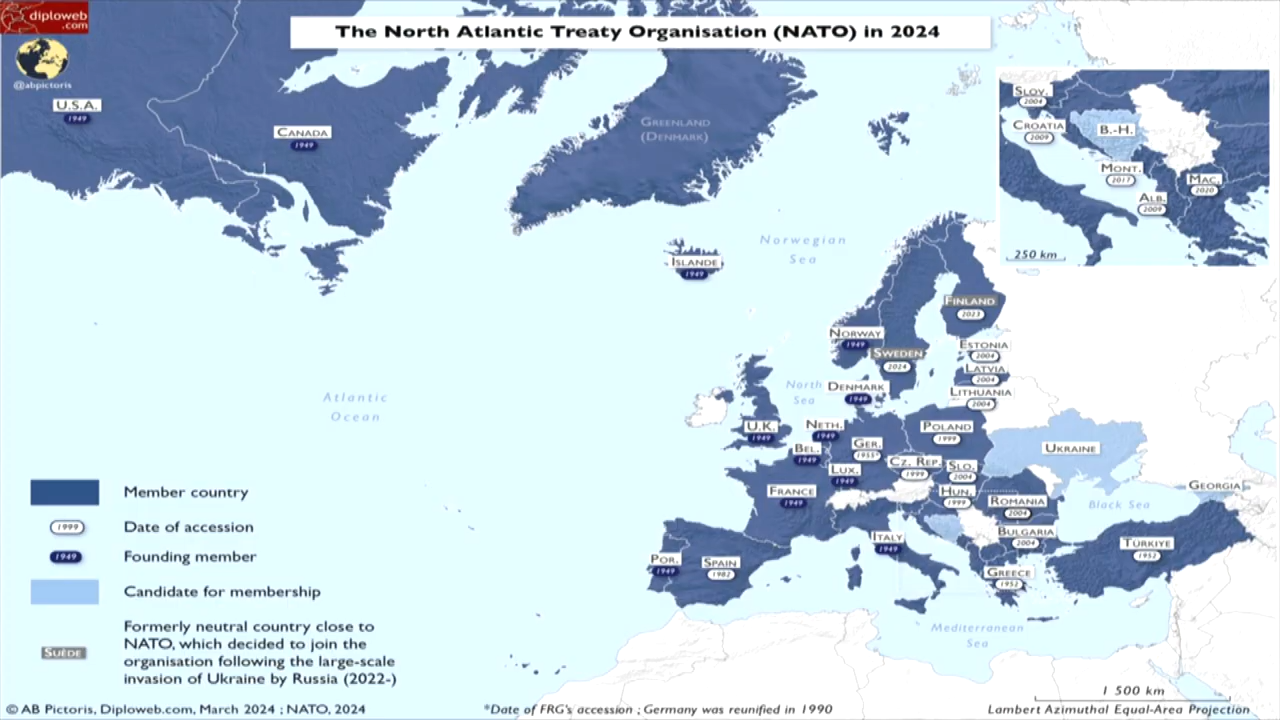 diploweb
.com
The North Atlantic Treaty Organisation (NATO) in 2024
@abpictoris
U.S.A.
1949
CANADA
1949
GREENLAND
(DENMARK)
SLOV.
2004
CROATIA
2009
B.-H.
MONT.
2017
MAC.
2020
ALB.
2009
250 km
Norwegian
Sea
ISLANDE
1949
FINLAND
2023
NORWAY
1949
SWEDEN
2024
ESTONIA
2004
LATVIA
2004
LITHUANIA
2004
North
Sea
DENMARK
1949
Atlantic
Ocean
U.K.
1949
NETH.
1949
BEL.
1949
GER.
1955*
LUX.
1949
POLAND
1999
CZ. REP.
1999
SLO.
2004
UKRAINE
FRANCE
1949
HUN.
1999
ROMANIA
2004
GEORGIA
Black Sea
BULGARIA
2004
ITALY
1949
TÜRKIYE
1952
POR.
1949
SPAIN
1982
GREECE
1952
Mediterranean
Sea
Member country
1999 Date of accession
1949 Founding member
Candidate for membership
SUÈDE
Formerly neutral country close to
NATO, which decided to join the
organisation following the large-scale
invasion of Ukraine by Russia (2022-)
1 500 km
© AB Pictoris, Diploweb.com, March 2024 ; NATO, 2024
*Date of FRG's accession ; Germany was reunified in 1990
Lambert Azimuthal Equal-Area Projection